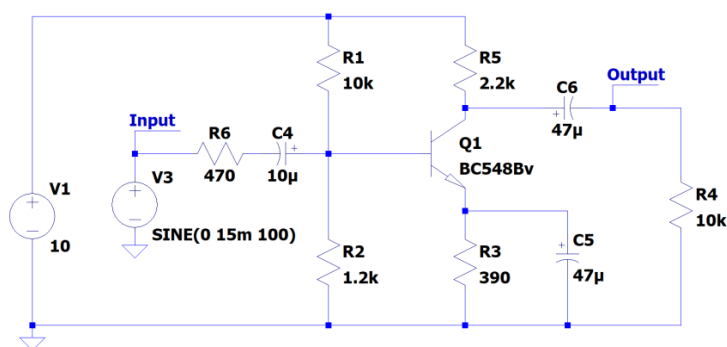 R1
10k
R5
2.2k
Output
C6
47µ
Input
R6
470
C4
10µ
Q1
BC548Bv
V1
10
V3
SINE(0 15m 100)
R4
10k
R2
1.2k
R3
390
C5
47µ